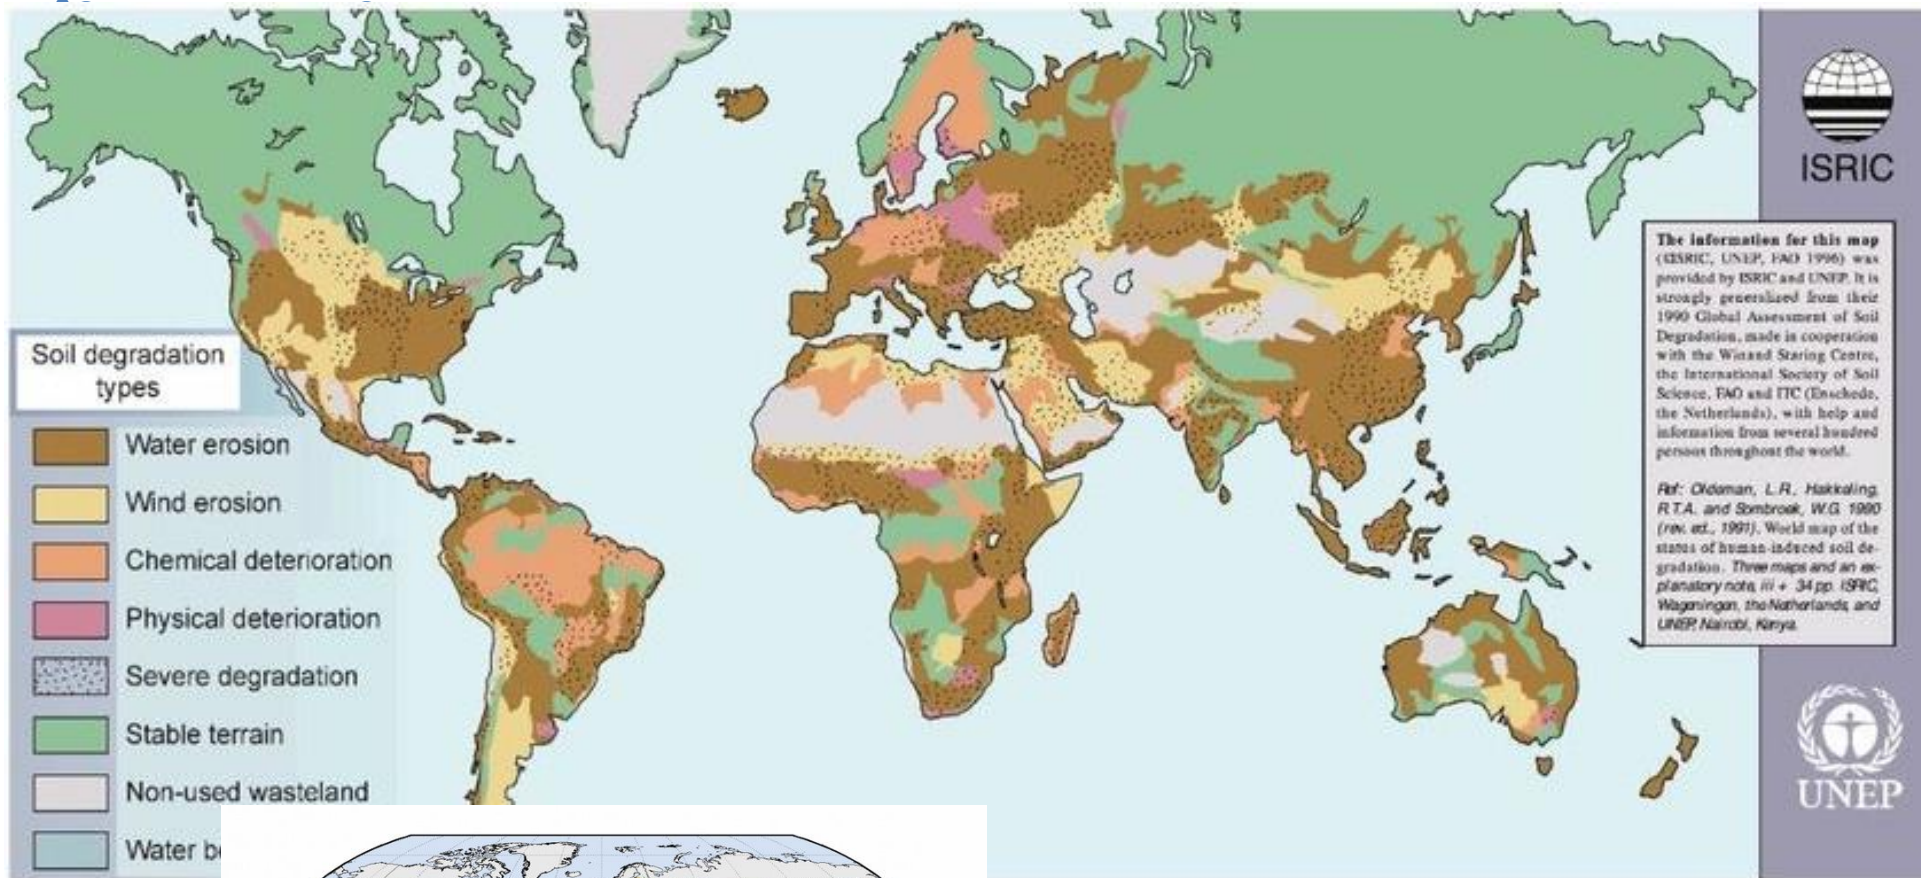 Soil degradation
types
Water erosion
Wind erosion
Chemical deterioration
Physical deterioration
Severe degradation
Stable terrain
Non-used wasteland
Water
ISRIC
The information for this map
(ISRIC, UNEP, FAO 1996) was
provided by ISRIC and UNEP. It is
strongly generalized from their
1990 Global Assessment of Soil
Degradation, made in cooperation
with the Winand Staring Centre,
the International Society of Soil
Science, FAO and ITC (Enschede,
the Netherlands), with help and
information from several hundred
persons throughout the world.
Ref: Oldeman, L.R., Hakkeling,
R.T.A. and Sombroek, W.G. 1990
(rev. ed., 1991). World map of the
status of human-induced soil de-
gradation. Three maps and an ex-
planatory note, iii + 34 pp. ISRIC,
Wageningen, the Netherlands, and
UNEP, Nairobi, Kenya.
UNEP